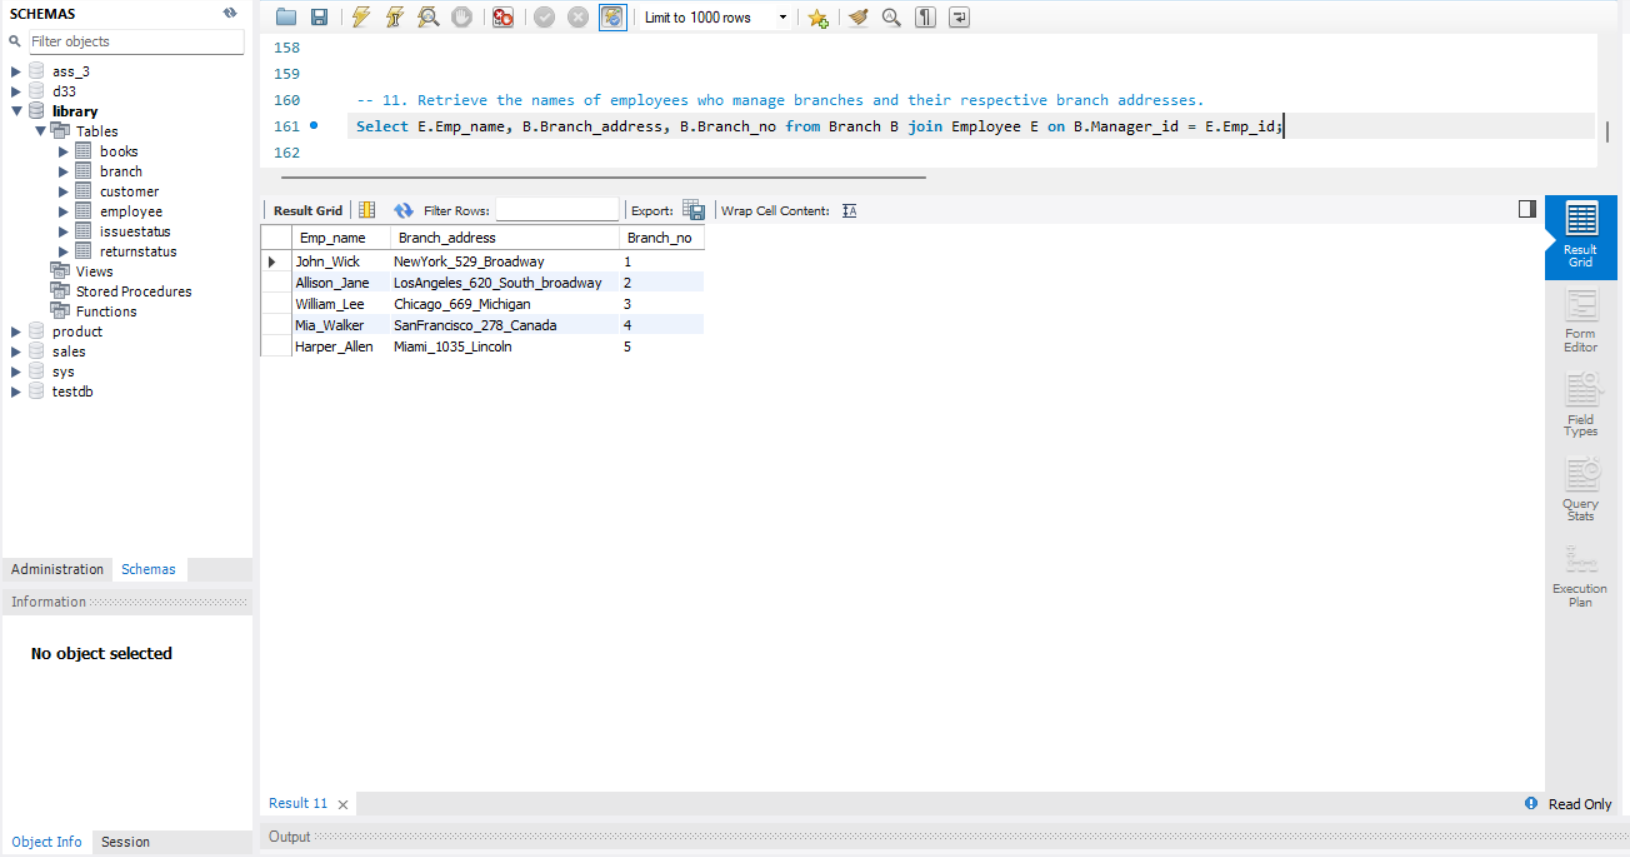 SCHEMAS
Filter objects
ass_3
d33
library
Tables
books
branch
customer
employee
issuestatus
returnstatus
Views
Stored Procedures
Functions
product
sales
sys
testdb
Administration Schemas
Information
No object selected
Object Info Session
Limit to 1000 rows
158
159
160 -- 11. Retrieve the names of employees who manage branches and their respective branch addresses.
161 Select E.Emp_name, B.Branch_address, B.Branch_no from Branch B join Employee E on B.Manager_id = E.Emp_id;
162
Result Grid Filter Rows: Export: Wrap Cell Content:
Emp_name Branch_address Branch_no
John_Wick NewYork_529_Broadway 1
Allison_Jane LosAngeles_620_South_broadway 2
William_Lee Chicago_669_Michigan 3
Mia_Walker SanFrancisco_278_Canada 4
Harper_Allen Miami_1035_Lincoln 5
Result
Grid
Form
Editor
Field
Types
Query
Stats
Execution
Plan
Result 11 Read Only
Output